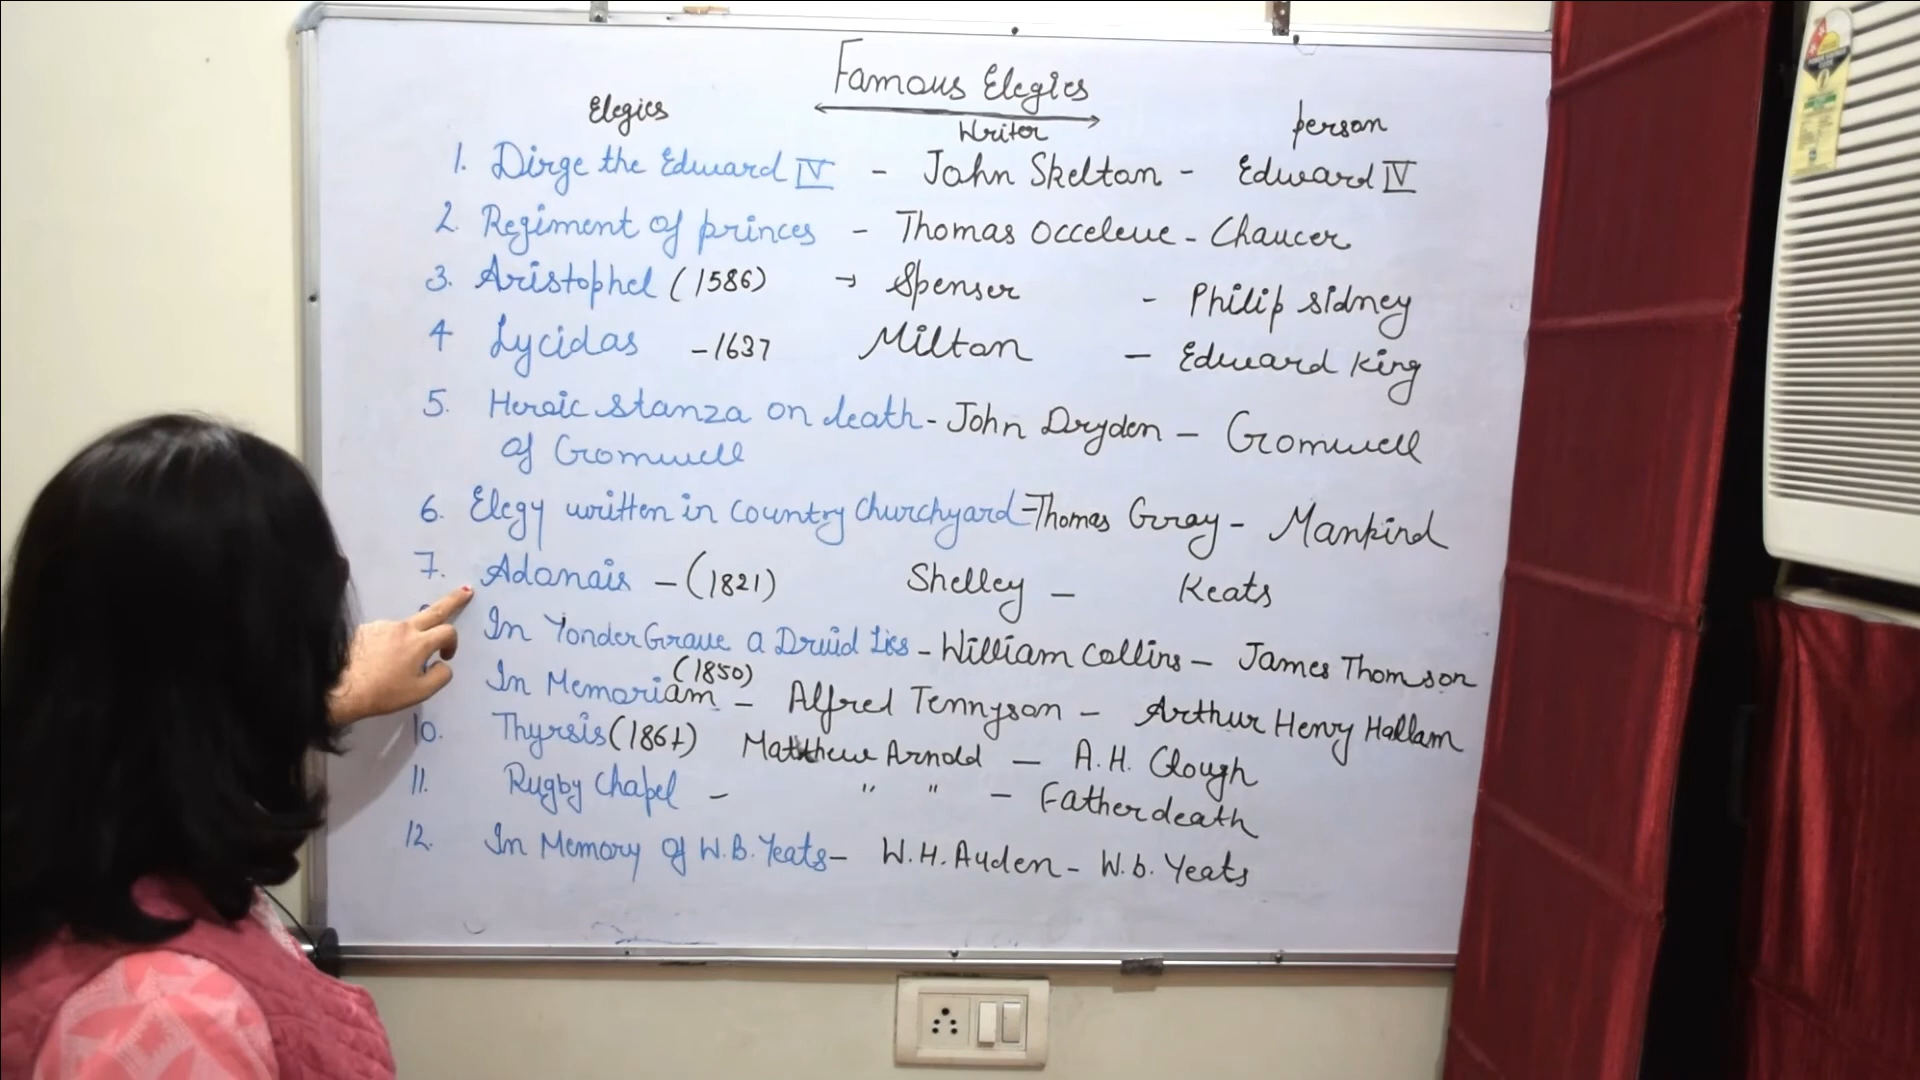 Famous Elegies
Elegies Writer person
1. Dirge the Edward IV - John Skelton - Edward IV
2. Regiment of princes - Thomas Occeleve - Chaucer
3. Aristophel (1586) → Spenser - Philip Sidney
4 Lycidas - 1637 Milton - Edward King
5. Heroic stanza on death - John Dryden - Cromwell
of Cromwell
6. Elegy written in country churchyard - Thomas Gray - Mankind
7. Adonais - (1821) Shelley - Keats
In Yonder Grave a Druid Lies - William Collins - James Thomson
In Memoriam (1850) - Alfred Tennyson - Arthur Henry Hallam
10. Thyrsis (1867) Matthew Arnold - A.H. Clough
11. Rugby Chapel - " " - Father death
12. In Memory of W.B. Yeats - W.H. Auden - W.b. Yeats